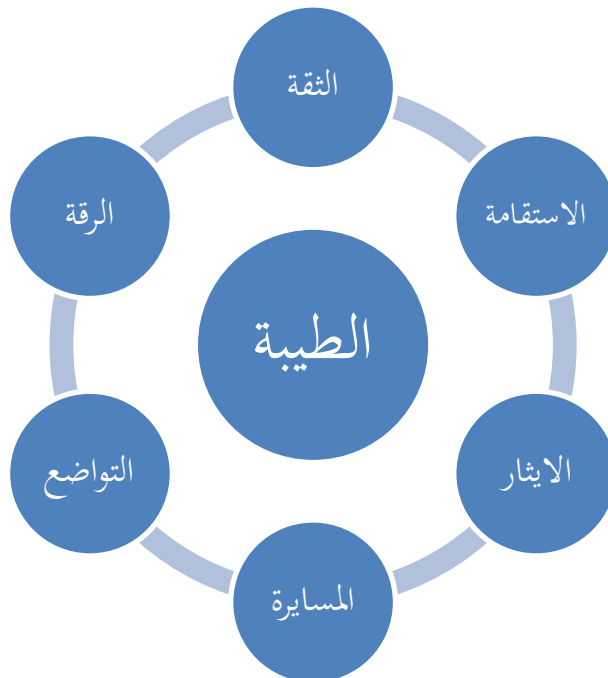 الثقة
الاستقامة
الرقة
الطيبة
الايثار
التواضع
المسايرة